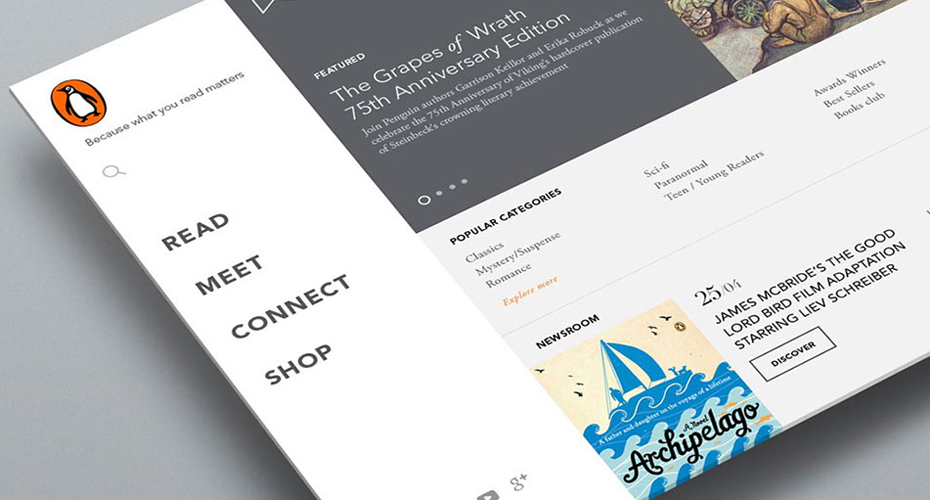 Because what you read matters
READ
MEET
CONNECT
SHOP
g+
FEATURED
The Grapes of Wrath
75th Anniversary Edition
Join Penguin authors Garrison Keillor and Erika Robuck as we
celebrate the 75th Anniversary of Viking's hardcover publication
of Steinbeck's crowning literary achievement
POPULAR CATEGORIES
Classics
Mystery/Suspense
Romance
Explore more
Sci-fi
Paranormal
Teen / Young Readers
Awards Winners
Best Sellers
Books club
NEWSROOM
A father and daughter on the voyage of a lifetime
A Novel
Archipelago
25/04
JAMES MCBRIDE'S THE GOOD
LORD BIRD FILM ADAPTATION
STARRING LIEV SCHREIBER
DISCOVER